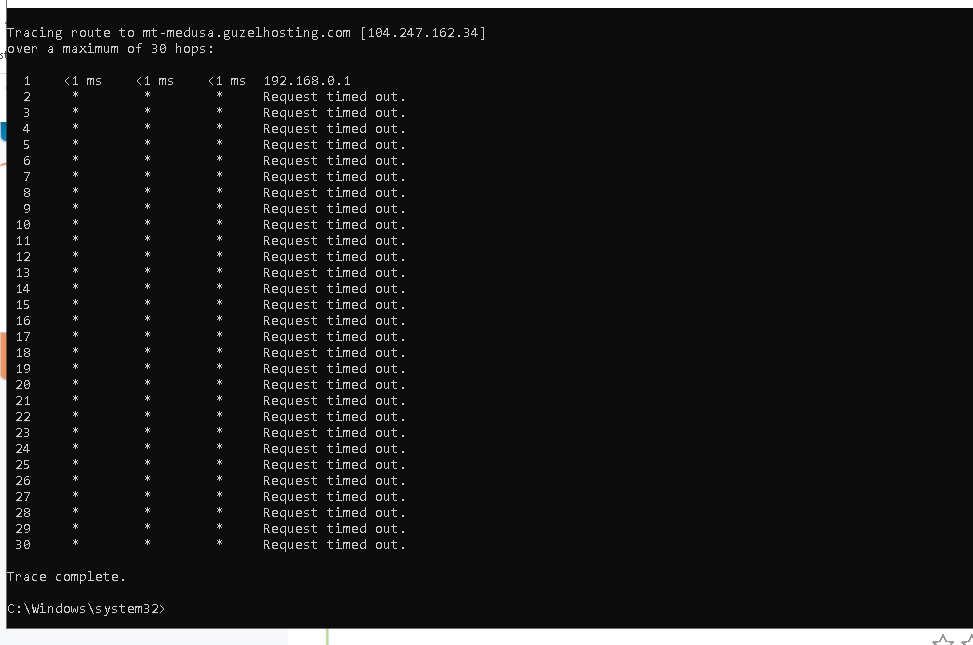 Tracing route to mt-medusa.guzelhosting.com [104.247.162.34]
over a maximum of 30 hops:
1 <1 ms <1 ms <1 ms 192.168.0.1
2 * * * Request timed out.
3 * * * Request timed out.
4 * * * Request timed out.
5 * * * Request timed out.
6 * * * Request timed out.
7 * * * Request timed out.
8 * * * Request timed out.
9 * * * Request timed out.
10 * * * Request timed out.
11 * * * Request timed out.
12 * * * Request timed out.
13 * * * Request timed out.
14 * * * Request timed out.
15 * * * Request timed out.
16 * * * Request timed out.
17 * * * Request timed out.
18 * * * Request timed out.
19 * * * Request timed out.
20 * * * Request timed out.
21 * * * Request timed out.
22 * * * Request timed out.
23 * * * Request timed out.
24 * * * Request timed out.
25 * * * Request timed out.
26 * * * Request timed out.
27 * * * Request timed out.
28 * * * Request timed out.
29 * * * Request timed out.
30 * * * Request timed out.
Trace complete.
C:\Windows\system32>